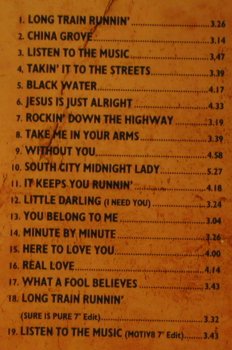 1. LONG TRAIN RUNNIN' 3.26
2. CHINA GROVE 3.14
3. LISTEN TO THE MUSIC 3.47
4. TAKIN' IT TO THE STREETS 3.39
5. BLACK WATER 4.17
6. JESUS IS JUST ALRIGHT 4.33
7. ROCKIN' DOWN THE HIGHWAY 3.19
8. TAKE ME IN YOUR ARMS 3.39
9. WITHOUT YOU 4.58
10. SOUTH CITY MIDNIGHT LADY 5.27
11. IT KEEPS YOU RUNNIN' 4.18
12. LITTLE DARLING (I NEED YOU) 3.24
13. YOU BELONG TO ME 3.04
14. MINUTE BY MINUTE 3.26
15. HERE TO LOVE YOU 4.00
16. REAL LOVE 4.14
17. WHAT A FOOL BELIEVES 3.43
18. LONG TRAIN RUNNIN'
(SURE IS PURE 7" Edit) 3.32
19. LISTEN TO THE MUSIC (MOTIV8 7" Edit) 3.43